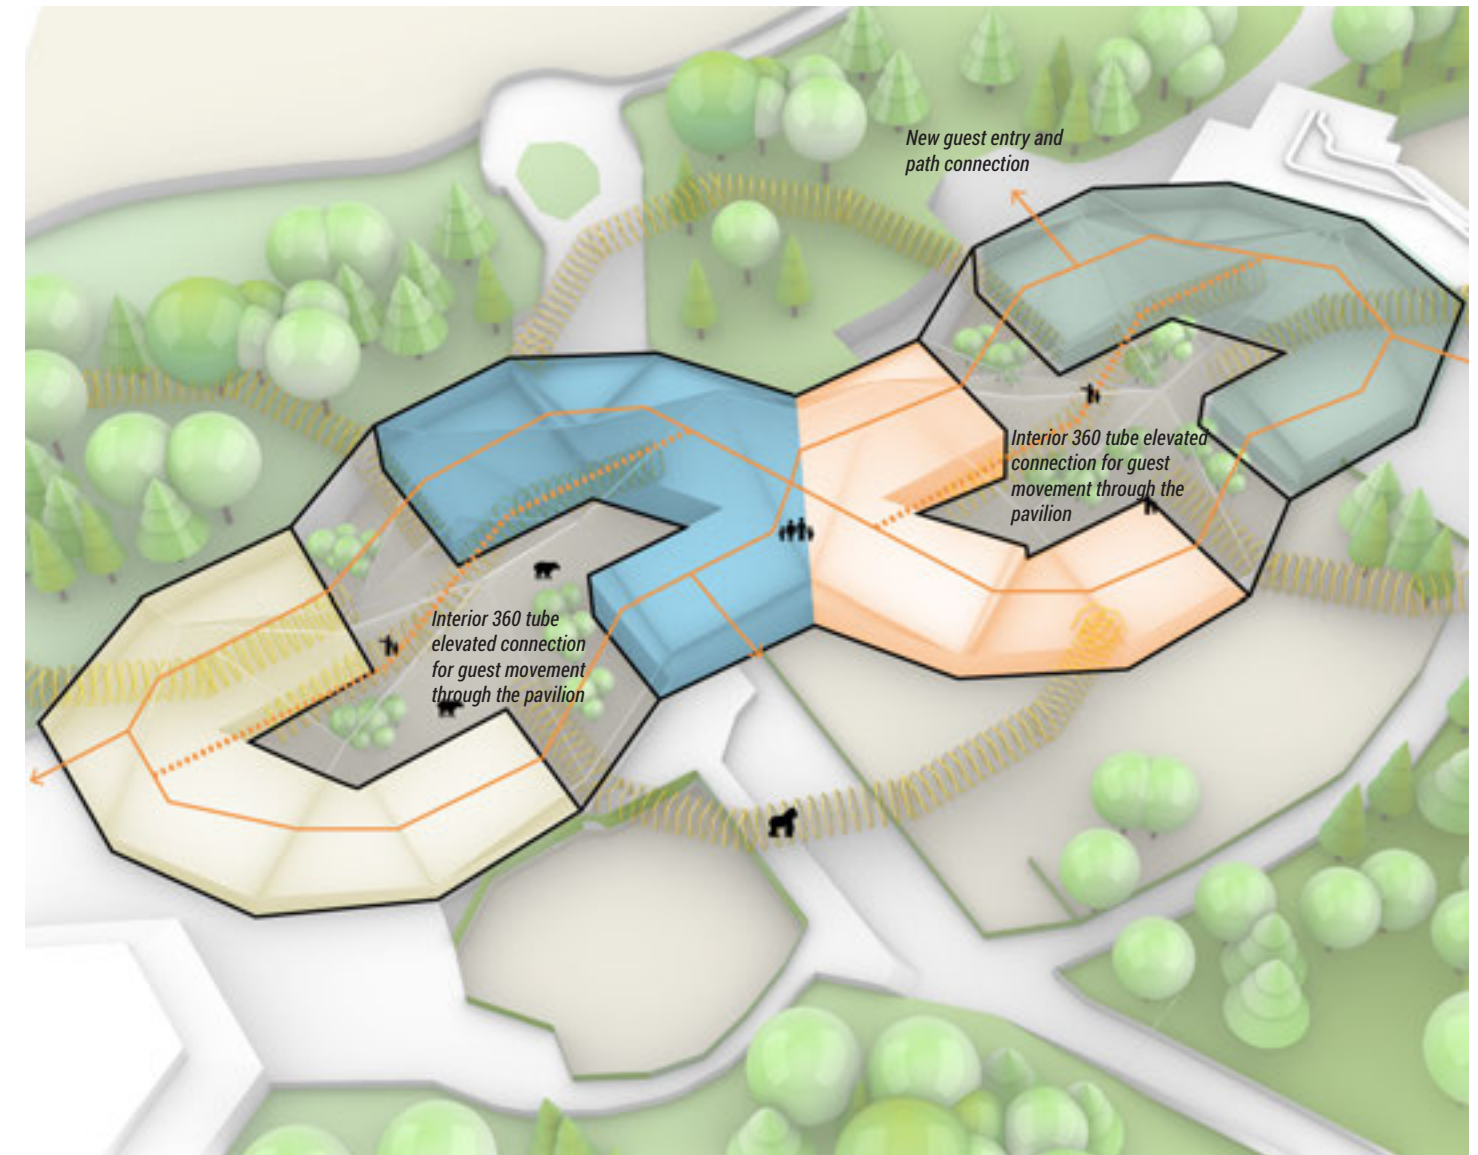 New guest entry and
path connection
Interior 360 tube elevated
connection for guest
movement through the
pavilion
Interior 360 tube
elevated connection
for guest movement
through the pavilion